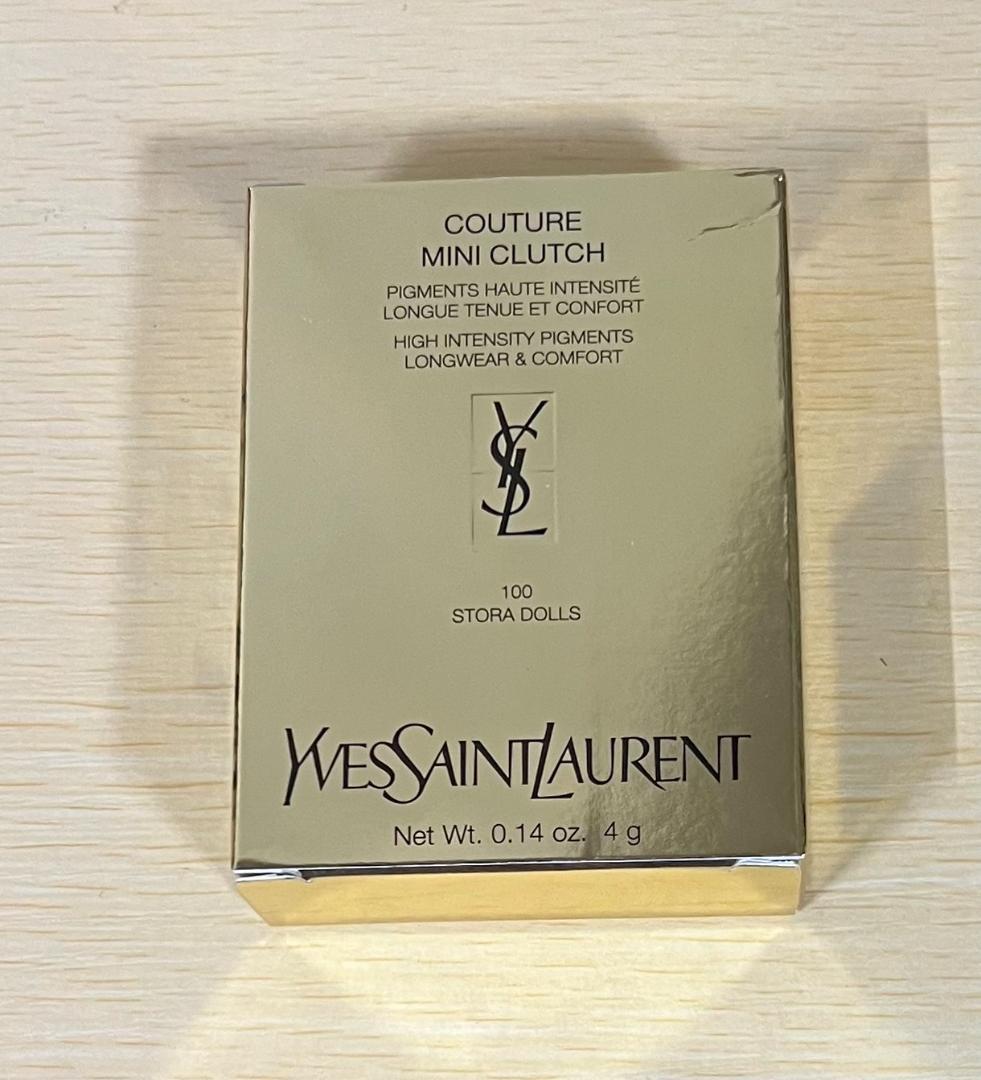 COUTURE
MINI CLUTCH
PIGMENTS HAUTE INTENSITÉ
LONGUE TENUE ET CONFORT
HIGH INTENSITY PIGMENTS
LONGWEAR & COMFORT
YSL
100
STORA DOLLS
YVESSAINTLAURENT
Net Wt. 0.14 oz. 4 g